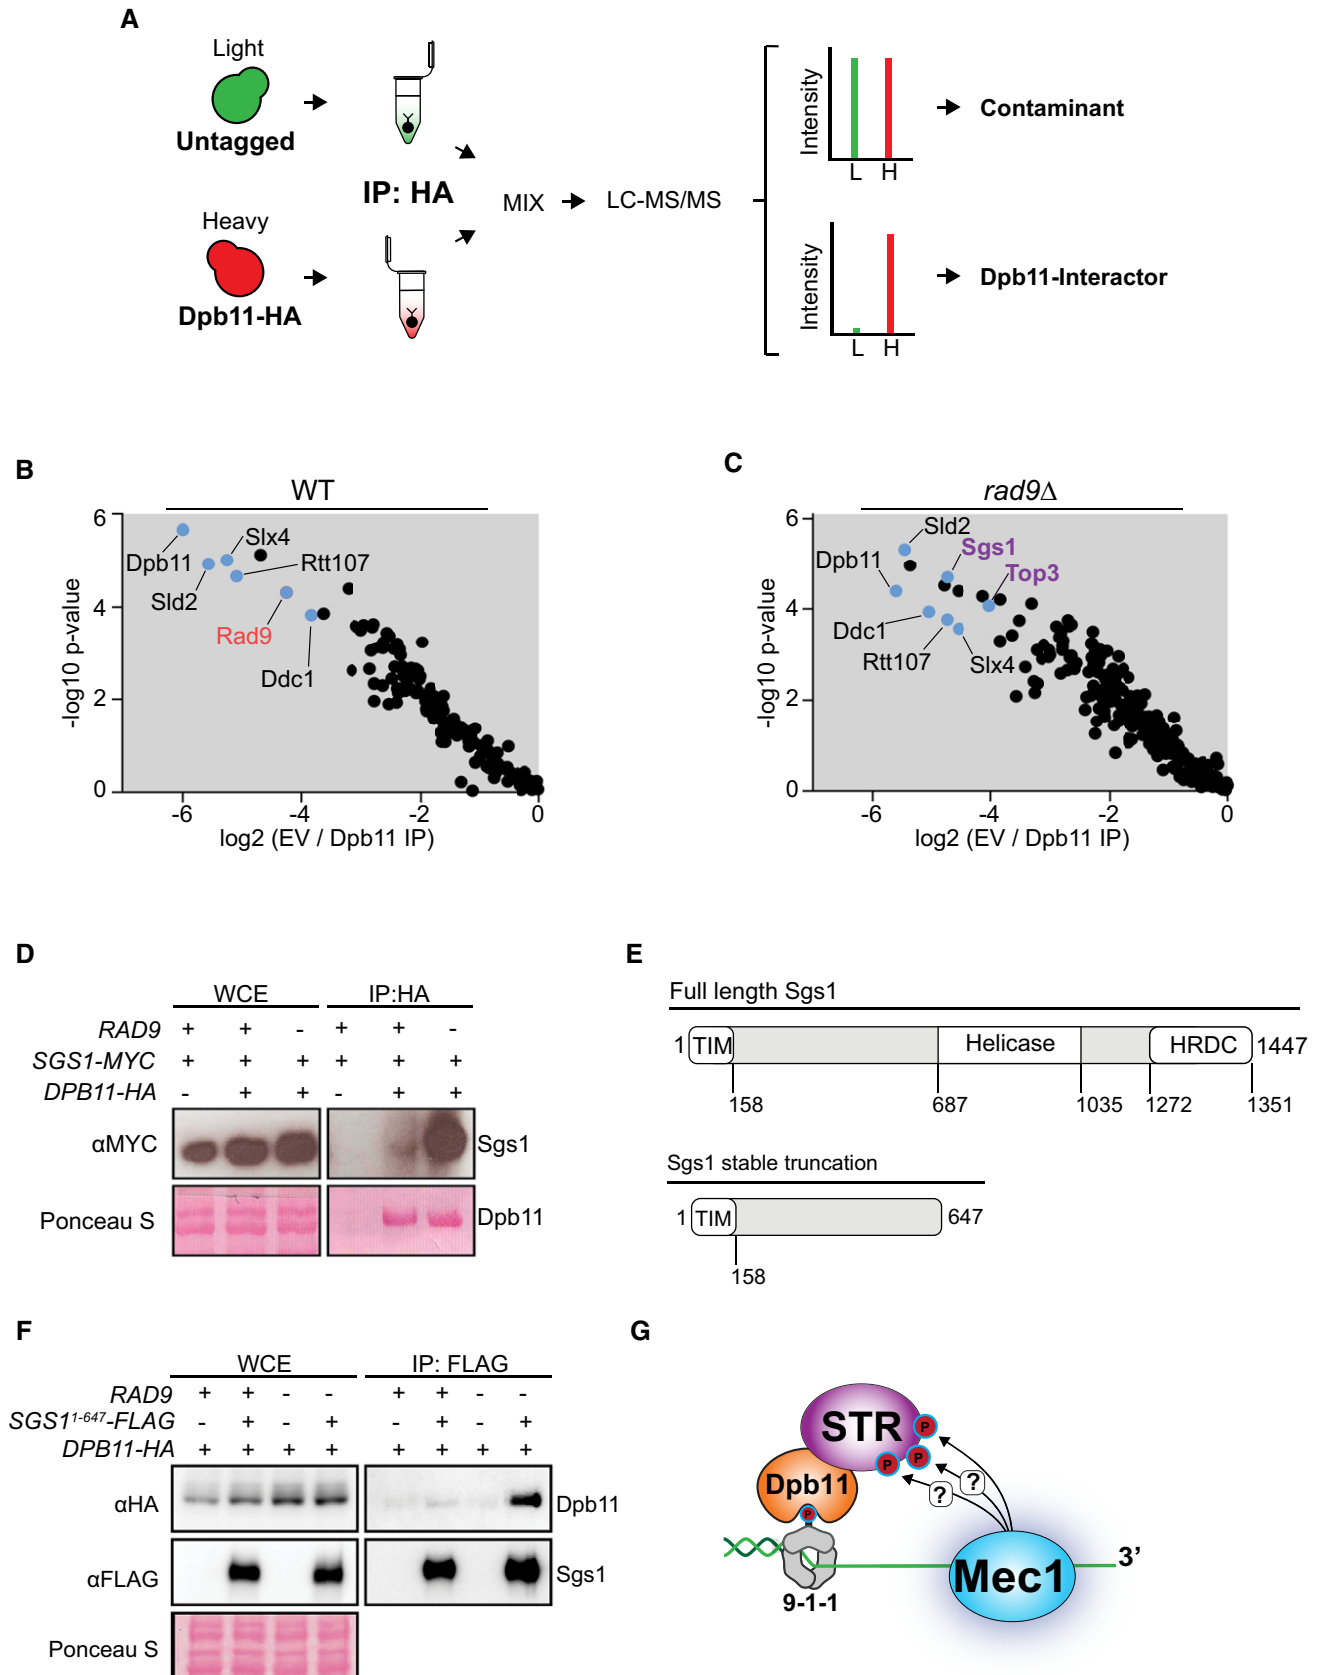 A
Light
Untagged
Heavy
Dpb11-HA
IP: HA
MIX
LC-MS/MS
Intensity
L H
Contaminant
Intensity
L H
Dpb11-Interactor
B
WT
-log10 p-value
6
4
2
0
-6 -4 -2 0
log2 (EV / Dpb11 IP)
Dpb11
Sld2
Slx4
Rtt107
Rad9
Ddc1
C
rad9Δ
-log10 p-value
6
4
2
0
-6 -4 -2 0
log2 (EV / Dpb11 IP)
Sld2
Sgs1
Top3
Dpb11
Ddc1
Rtt107
Slx4
D
WCE IP:HA
RAD9 + + - + + -
SGS1-MYC + + + + + +
DPB11-HA - + + - + +
αMYC Sgs1
Ponceau S Dpb11
E
Full length Sgs1
1 TIM Helicase HRDC 1447
158 687 1035 1272 1351
Sgs1 stable truncation
1 TIM 647
158
F
WCE IP: FLAG
RAD9 + + - - + + - -
SGS1¹⁻⁶⁴⁷-FLAG - + - + - + - +
DPB11-HA + + + + + + + +
αHA Dpb11
αFLAG Sgs1
Ponceau S
G
STR
P
P
P
Dpb11
P
?
?
Mec1
3’
9-1-1